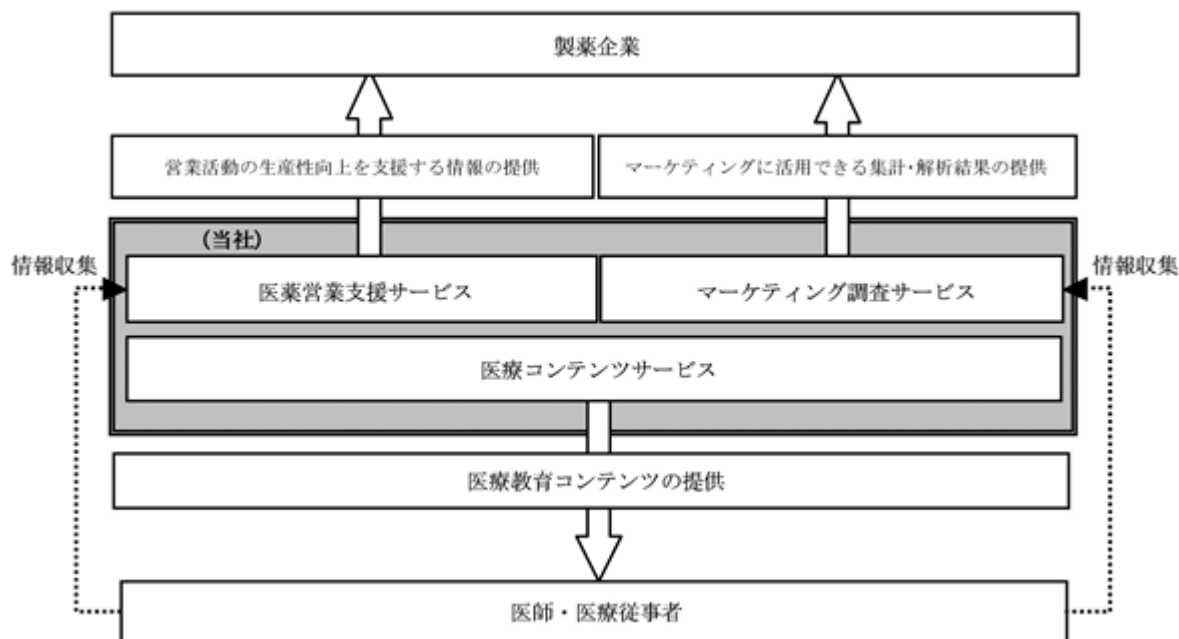 製薬企業
営業活動の生産性向上を支援する情報の提供
マーケティングに活用できる集計・解析結果の提供
(当社)
情報収集
情報収集
医薬営業支援サービス
マーケティング調査サービス
医療コンテンツサービス
医療教育コンテンツの提供
医師・医療従事者